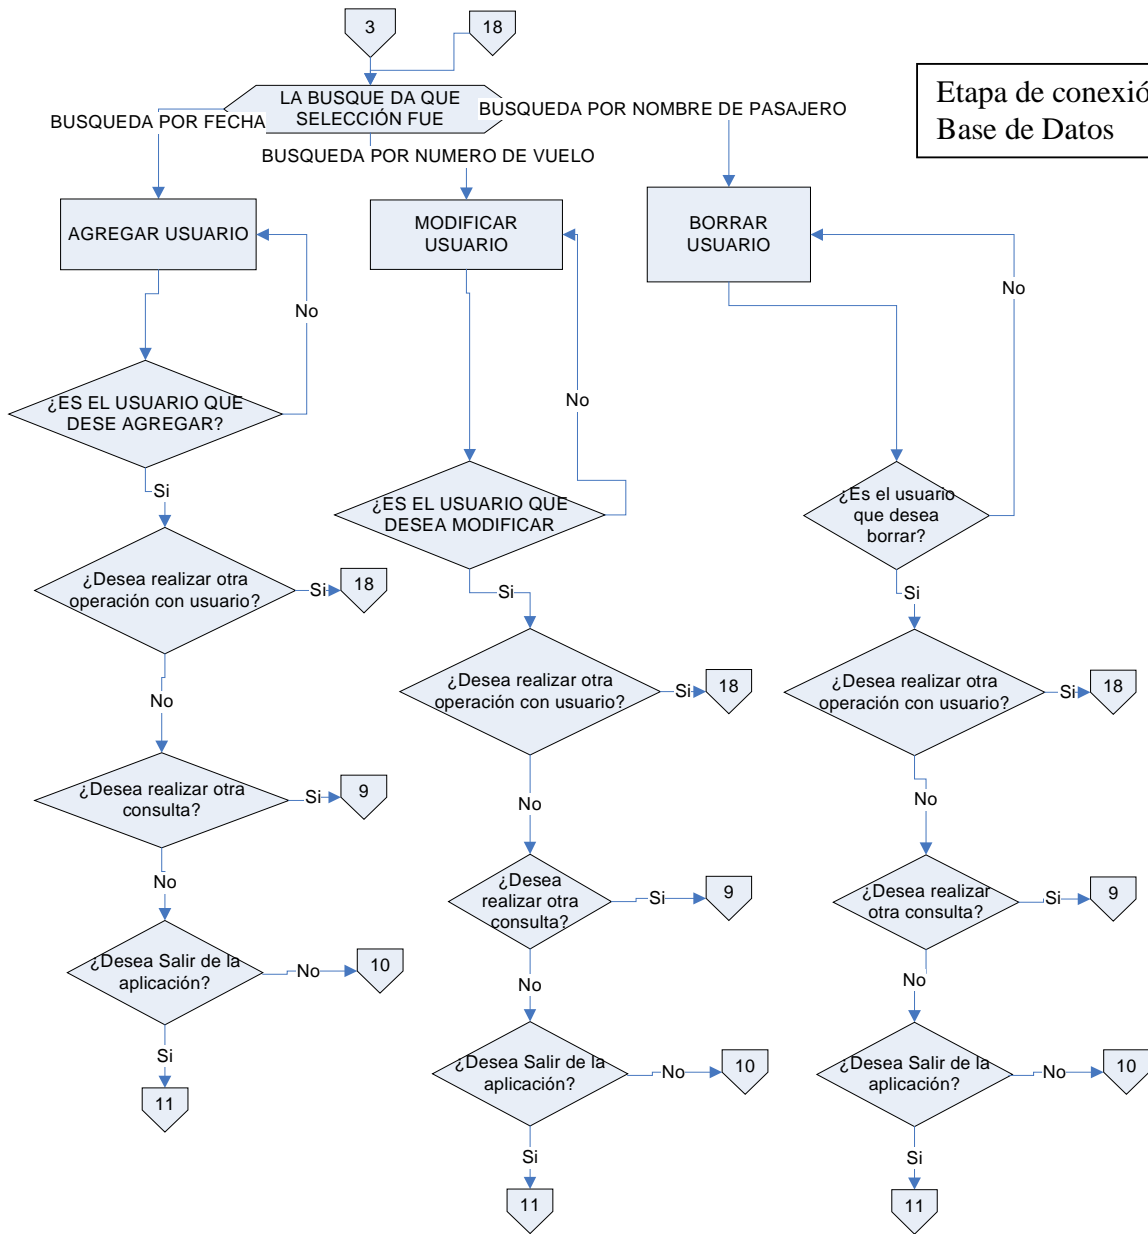 3
18
LA BUSQUE DA QUE
SELECCIÓN FUE
Etapa de conexió
Base de Datos
BUSQUEDA POR FECHA
BUSQUEDA POR NUMERO DE VUELO
BUSQUEDA POR NOMBRE DE PASAJERO
AGREGAR USUARIO
MODIFICAR
USUARIO
BORRAR
USUARIO
No
No
No
¿ES EL USUARIO QUE
DESE AGREGAR?
¿ES EL USUARIO QUE
DESEA MODIFICAR
¿Es el usuario
que desea
borrar?
Si
Si
Si
¿Desea realizar otra
operación con usuario?
Si
18
¿Desea realizar otra
operación con usuario?
Si
18
¿Desea realizar otra
operación con usuario?
Si
18
No
No
No
¿Desea realizar otra
consulta?
Si
9
¿Desea
realizar otra
consulta?
Si
9
¿Desea realizar
otra consulta?
Si
9
No
No
No
¿Desea Salir de la
aplicación?
No
10
¿Desea Salir de la
aplicación?
No
10
¿Desea Salir de la
aplicación?
No
10
Si
11
Si
11
Si
11